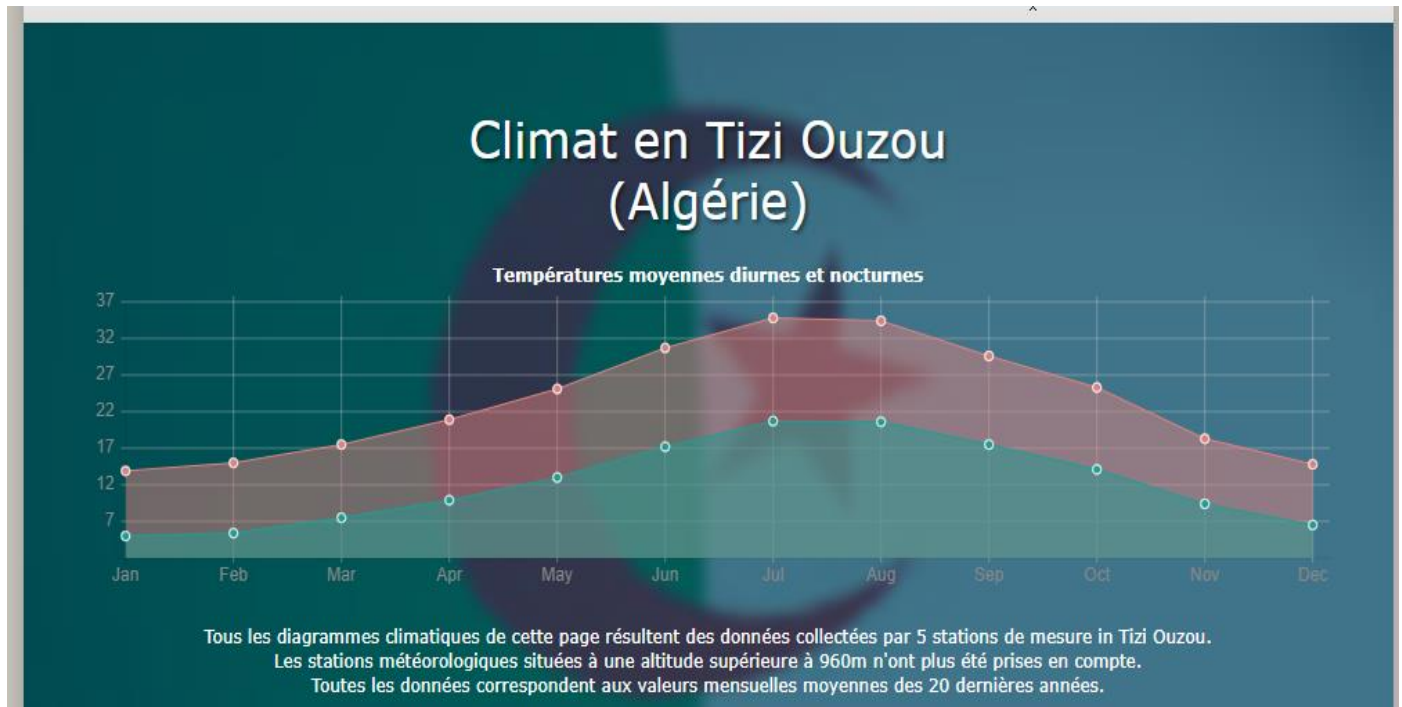 Climat en Tizi Ouzou
(Algérie)
Températures moyennes diurnes et nocturnes
37
32
27
22
17
12
7
Jan Feb Mar Apr May Jun Jul Aug Sep Oct Nov Dec
Tous les diagrammes climatiques de cette page résultent des données collectées par 5 stations de mesure in Tizi Ouzou.
Les stations météorologiques situées à une altitude supérieure à 960m n'ont plus été prises en compte.
Toutes les données correspondent aux valeurs mensuelles moyennes des 20 dernières années.